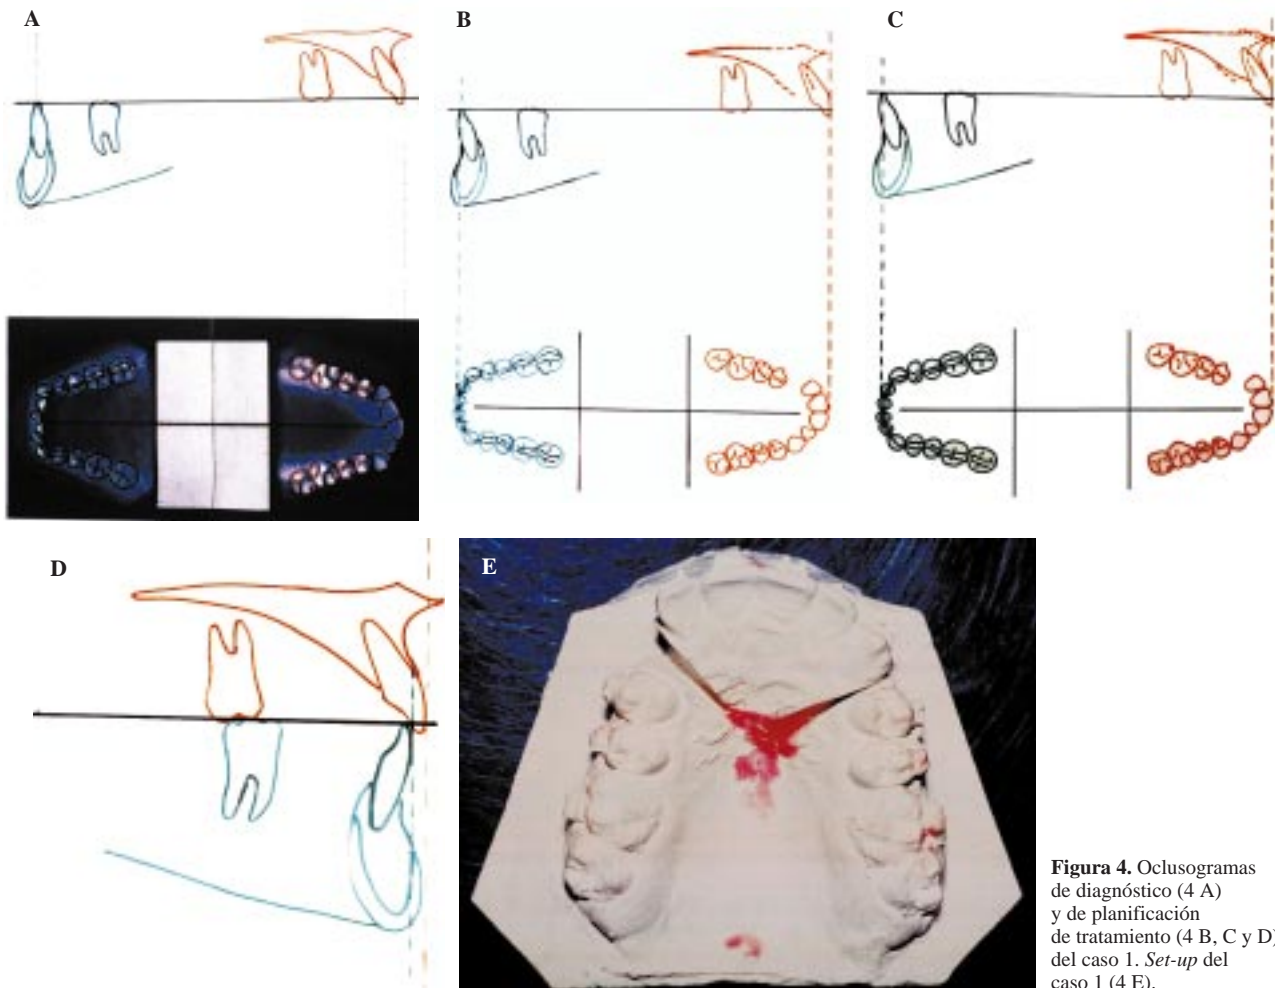 A
B
C
D
E
Figura 4. Oclusogramas
de diagnóstico (4 A)
y de planificación
de tratamiento (4 B, C y D)
del caso 1. Set-up del
caso 1 (4 E).